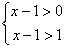 x − 1 > 0
x − 1 > 1